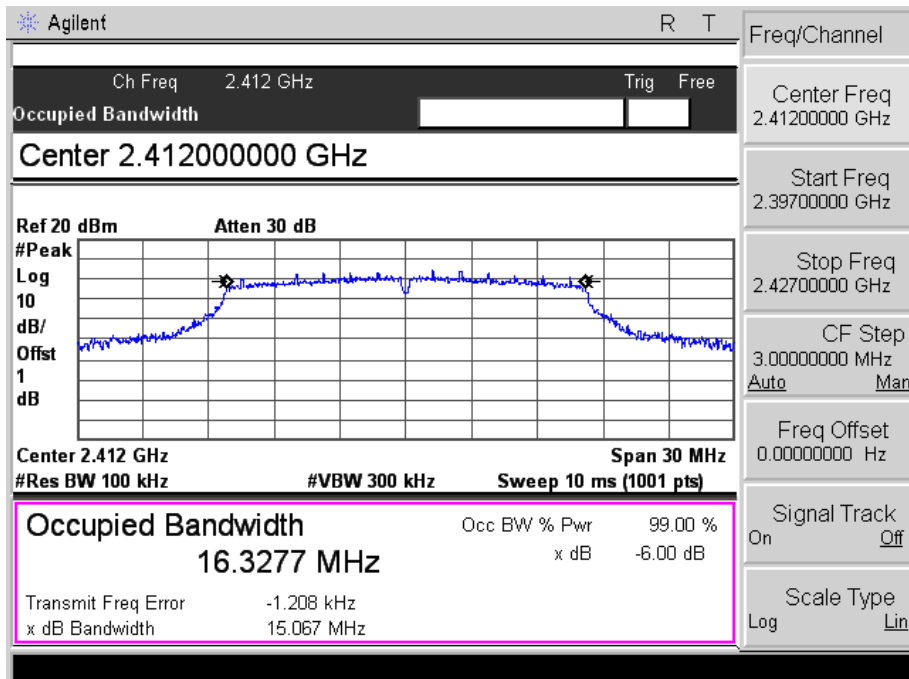 Agilent R T
Ch Freq 2.412 GHz Trig Free
Occupied Bandwidth
Center 2.412000000 GHz
Ref 20 dBm Atten 30 dB
#Peak
Log
10
dB/
Offst
1
dB
Center 2.412 GHz Span 30 MHz
#Res BW 100 kHz #VBW 300 kHz Sweep 10 ms (1001 pts)
Occupied Bandwidth Occ BW % Pwr 99.00 %
16.3277 MHz x dB -6.00 dB
Transmit Freq Error -1.208 kHz
x dB Bandwidth 15.067 MHz
Freq/Channel
Center Freq
2.41200000 GHz
Start Freq
2.39700000 GHz
Stop Freq
2.42700000 GHz
CF Step
3.00000000 MHz
Auto Man
Freq Offset
0.00000000 Hz
Signal Track
On Off
Scale Type
Log Lin